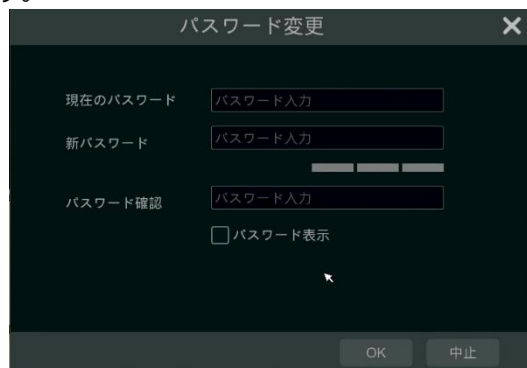 す。
パスワード変更
現在のパスワード パスワード入力
新パスワード パスワード入力
パスワード確認 パスワード入力
パスワード表示
OK 中止